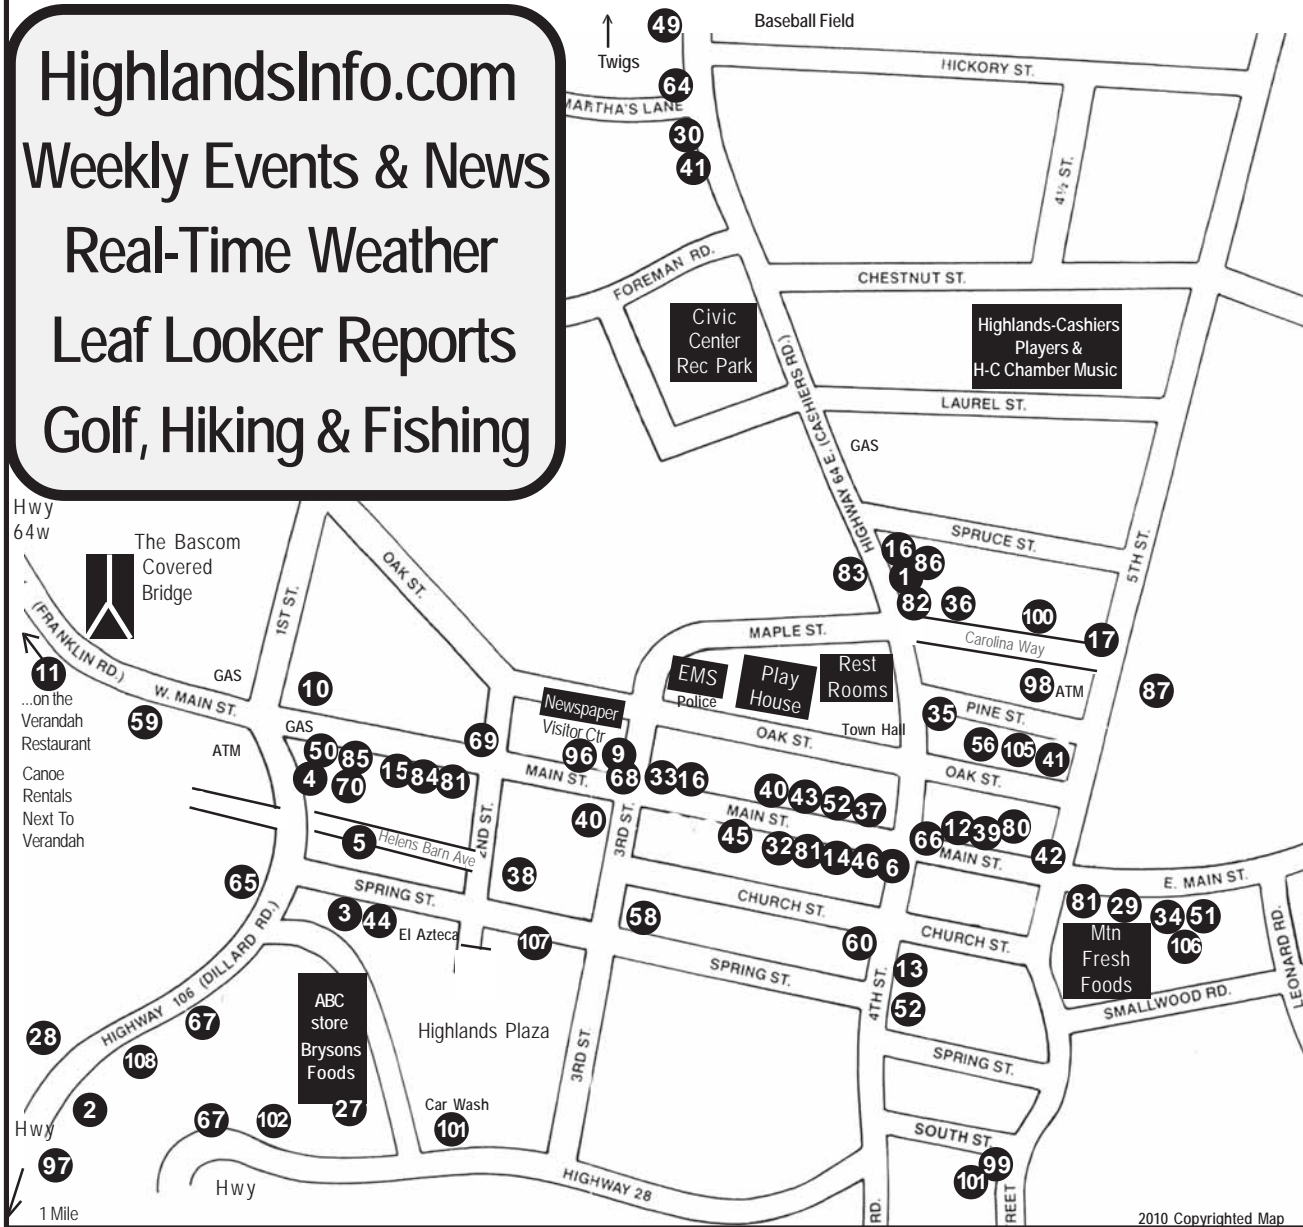 HighlandsInfo.com
Weekly Events & News
Real-Time Weather
Leaf Looker Reports
Golf, Hiking & Fishing
49
Twigs
Baseball Field
HICKORY ST.
64
MARTHA'S LANE
30
41
4½ ST.
FOREMAN RD.
CHESTNUT ST.
Civic
Center
Rec Park
Highlands-Cashiers
Players &
H-C Chamber Music
HIGHWAY 64 E. (CASHIERS RD.)
LAUREL ST.
GAS
Hwy
64w
The Bascom
Covered
Bridge
OAK ST.
1ST ST.
SPRUCE ST.
5TH ST.
16
86
83
1
82
36
100
17
Carolina Way
(FRANKLIN RD.)
11
...on the
Verandah
Restaurant
Canoe
Rentals
Next To
Verandah
W. MAIN ST.
59
GAS
ATM
10
GAS
MAPLE ST.
EMS
Police
Play
House
Rest
Rooms
Town Hall
98
ATM
87
35
PINE ST.
56
105
41
Newspaper
Visitor Ctr
OAK ST.
OAK ST.
69
96
9
50
85
4
70
15
84
81
MAIN ST.
68
33
16
40
43
52
37
MAIN ST.
2ND ST.
40
3RD ST.
45
32
81
14
46
6
66
12
39
80
MAIN ST.
42
5
Helens Barn Ave
38
65
SPRING ST.
E. MAIN ST.
3
44
El Azteca
107
58
CHURCH ST.
60
CHURCH ST.
81
29
34
51
106
Mtn
Fresh
Foods
LEONARD RD.
SMALLWOOD RD.
HIGHWAY 106 (DILLARD RD.)
SPRING ST.
4TH ST.
13
52
ABC
store
Brysons
Foods
Highlands Plaza
3RD ST.
28
67
108
SPRING ST.
2
67
102
27
Car Wash
101
Hwy
97
1 Mile
Hwy
HIGHWAY 28
SOUTH ST.
99
101
RD.
REET
2010 Copyrighted Map